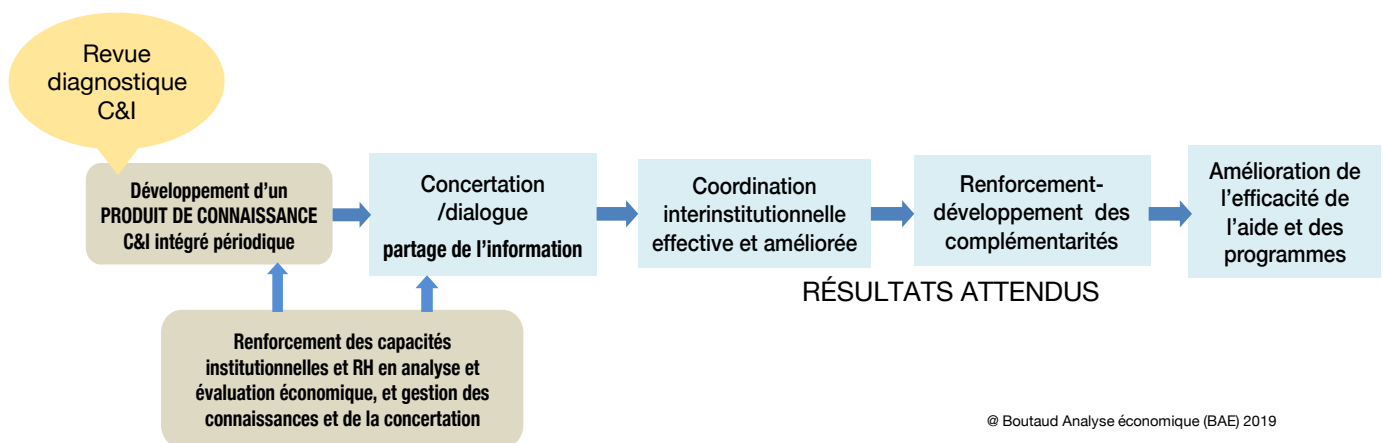 Revue
diagnostique
C&I
Développement d'un
PRODUIT DE CONNAISSANCE
C&I intégré périodique
Concertation
/dialogue
partage de l'information
Coordination
interinstitutionnelle
effective et améliorée
Renforcement-
développement des
complémentarités
Amélioration de
l'efficacité de
l'aide et des
programmes
RÉSULTATS ATTENDUS
Renforcement des capacités
institutionnelles et RH en analyse et
évaluation économique, et gestion des
connaissances et de la concertation
@ Boutaud Analyse économique (BAE) 2019